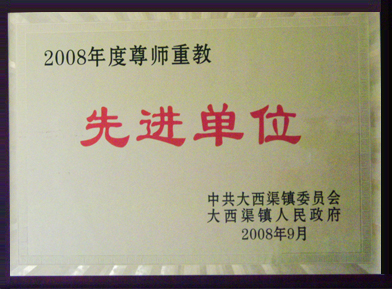 2008年度尊师重教
先进单位
中共大西渠镇委员会
大西渠镇人民政府
2008年9月